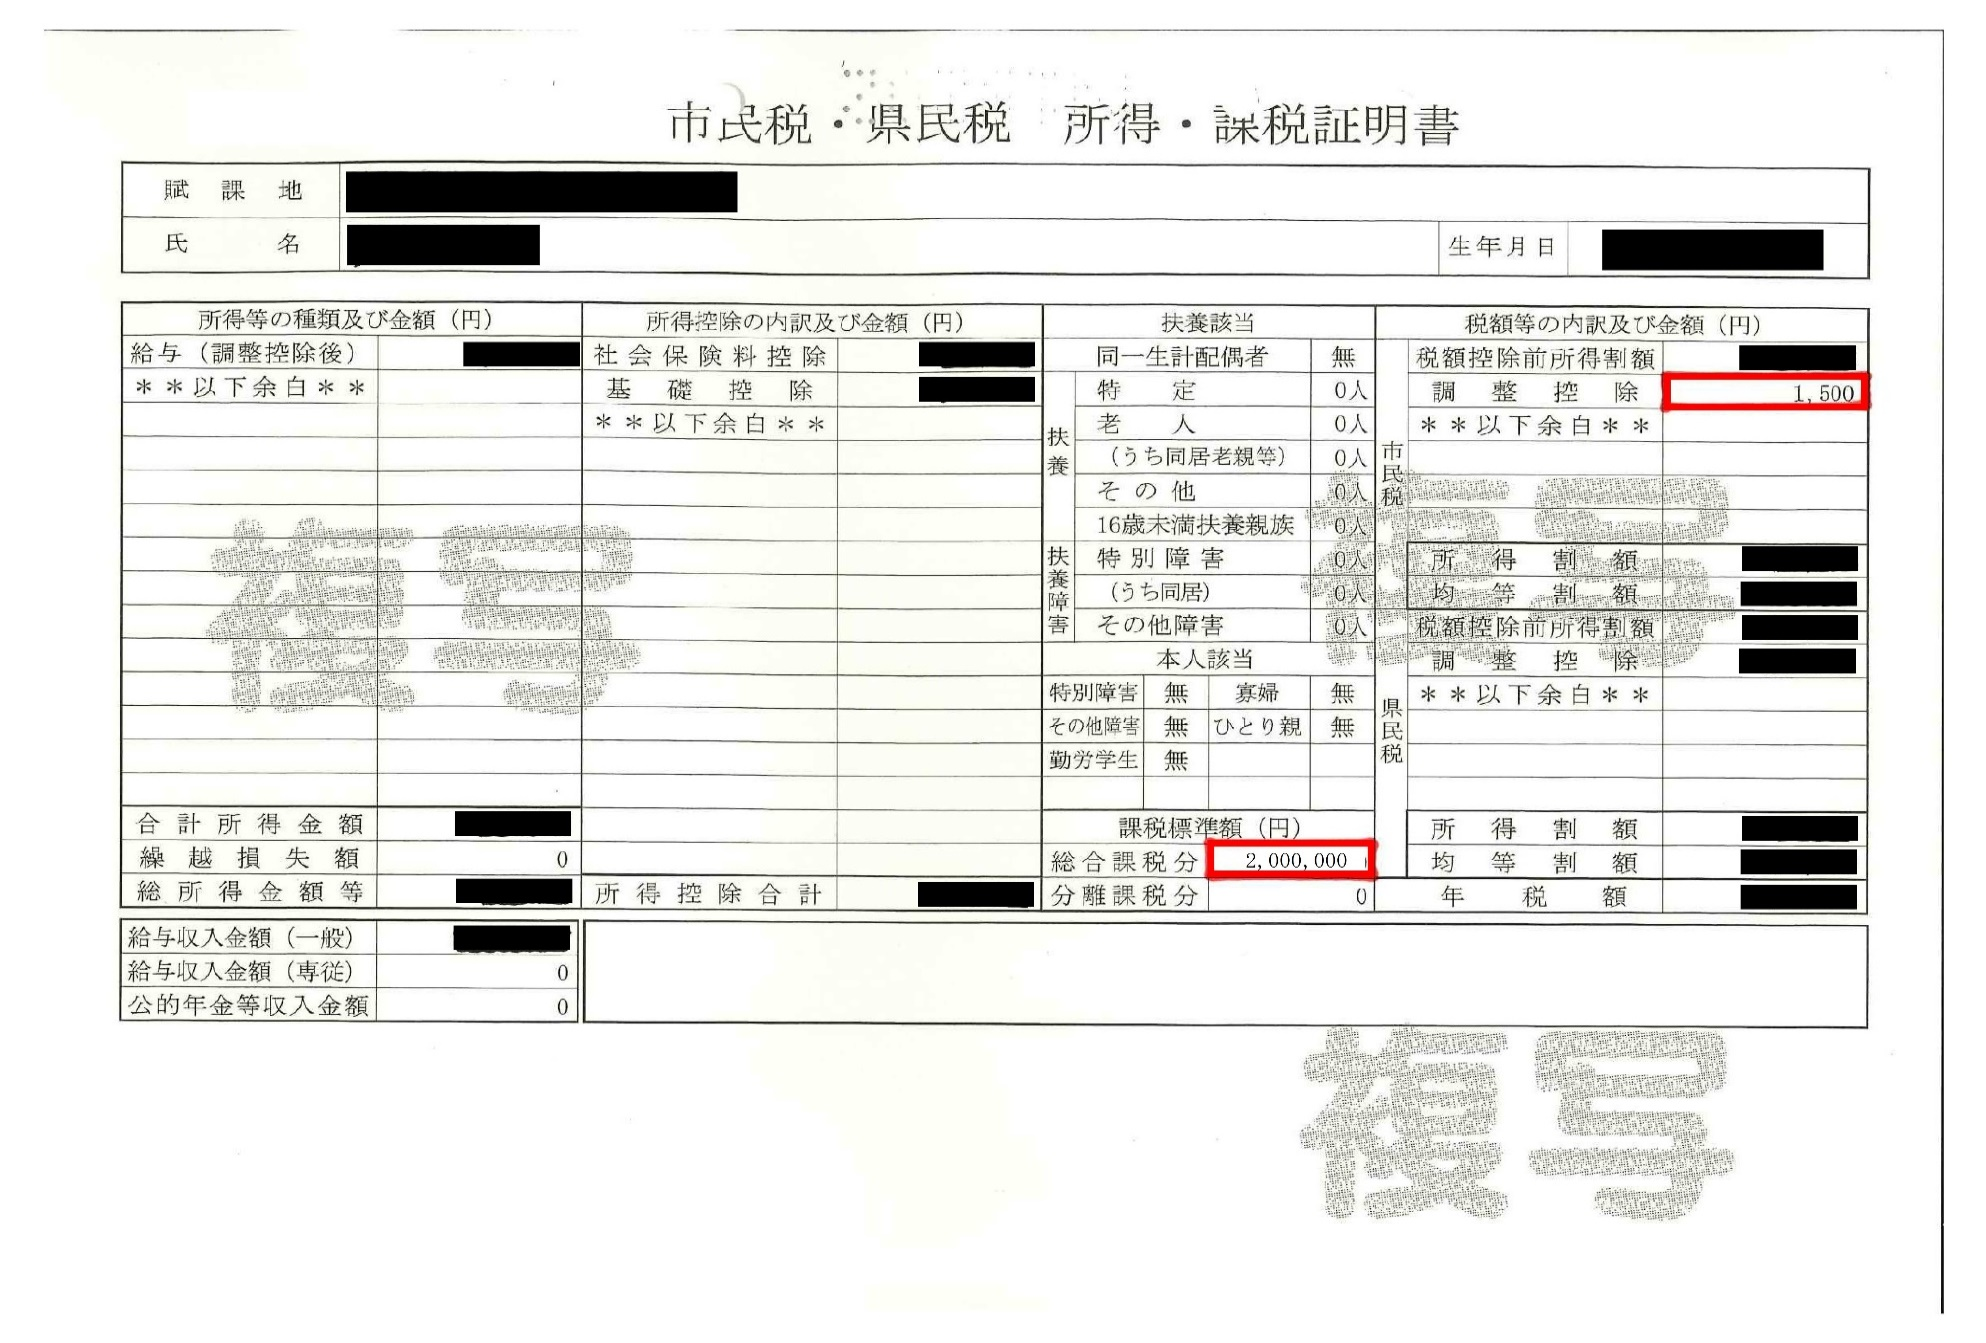 市民税・県民税 所得・課税証明書
賦課地
氏名 生年月日
所得等の種類及び金額（円） 所得控除の内訳及び金額（円） 扶養該当 税額等の内訳及び金額（円）
給与（調整控除後） 社会保険料控除 同一生計配偶者 無 税額控除前所得割額
＊＊以下余白＊＊ 基礎控除 特定 0人 調整控除 1,500
＊＊以下余白＊＊ 老人 0人 ＊＊以下余白＊＊
扶養 （うち同居老親等） 0人 市民税
その他 0人
16歳未満扶養親族 0人
扶養障害 特別障害 0人 所得割額
（うち同居） 0人 均等割額
その他障害 0人 税額控除前所得割額
本人該当 調整控除
特別障害 無 寡婦 無 県民税 ＊＊以下余白＊＊
その他障害 無 ひとり親 無
勤労学生 無
合計所得金額 課税標準額（円） 所得割額
繰越損失額 0 総合課税分 2,000,000 均等割額
総所得金額等 所得控除合計 分離課税分 0 年税額
給与収入金額（一般）
給与収入金額（専従） 0
公的年金等収入金額 0
複写
複写
複写